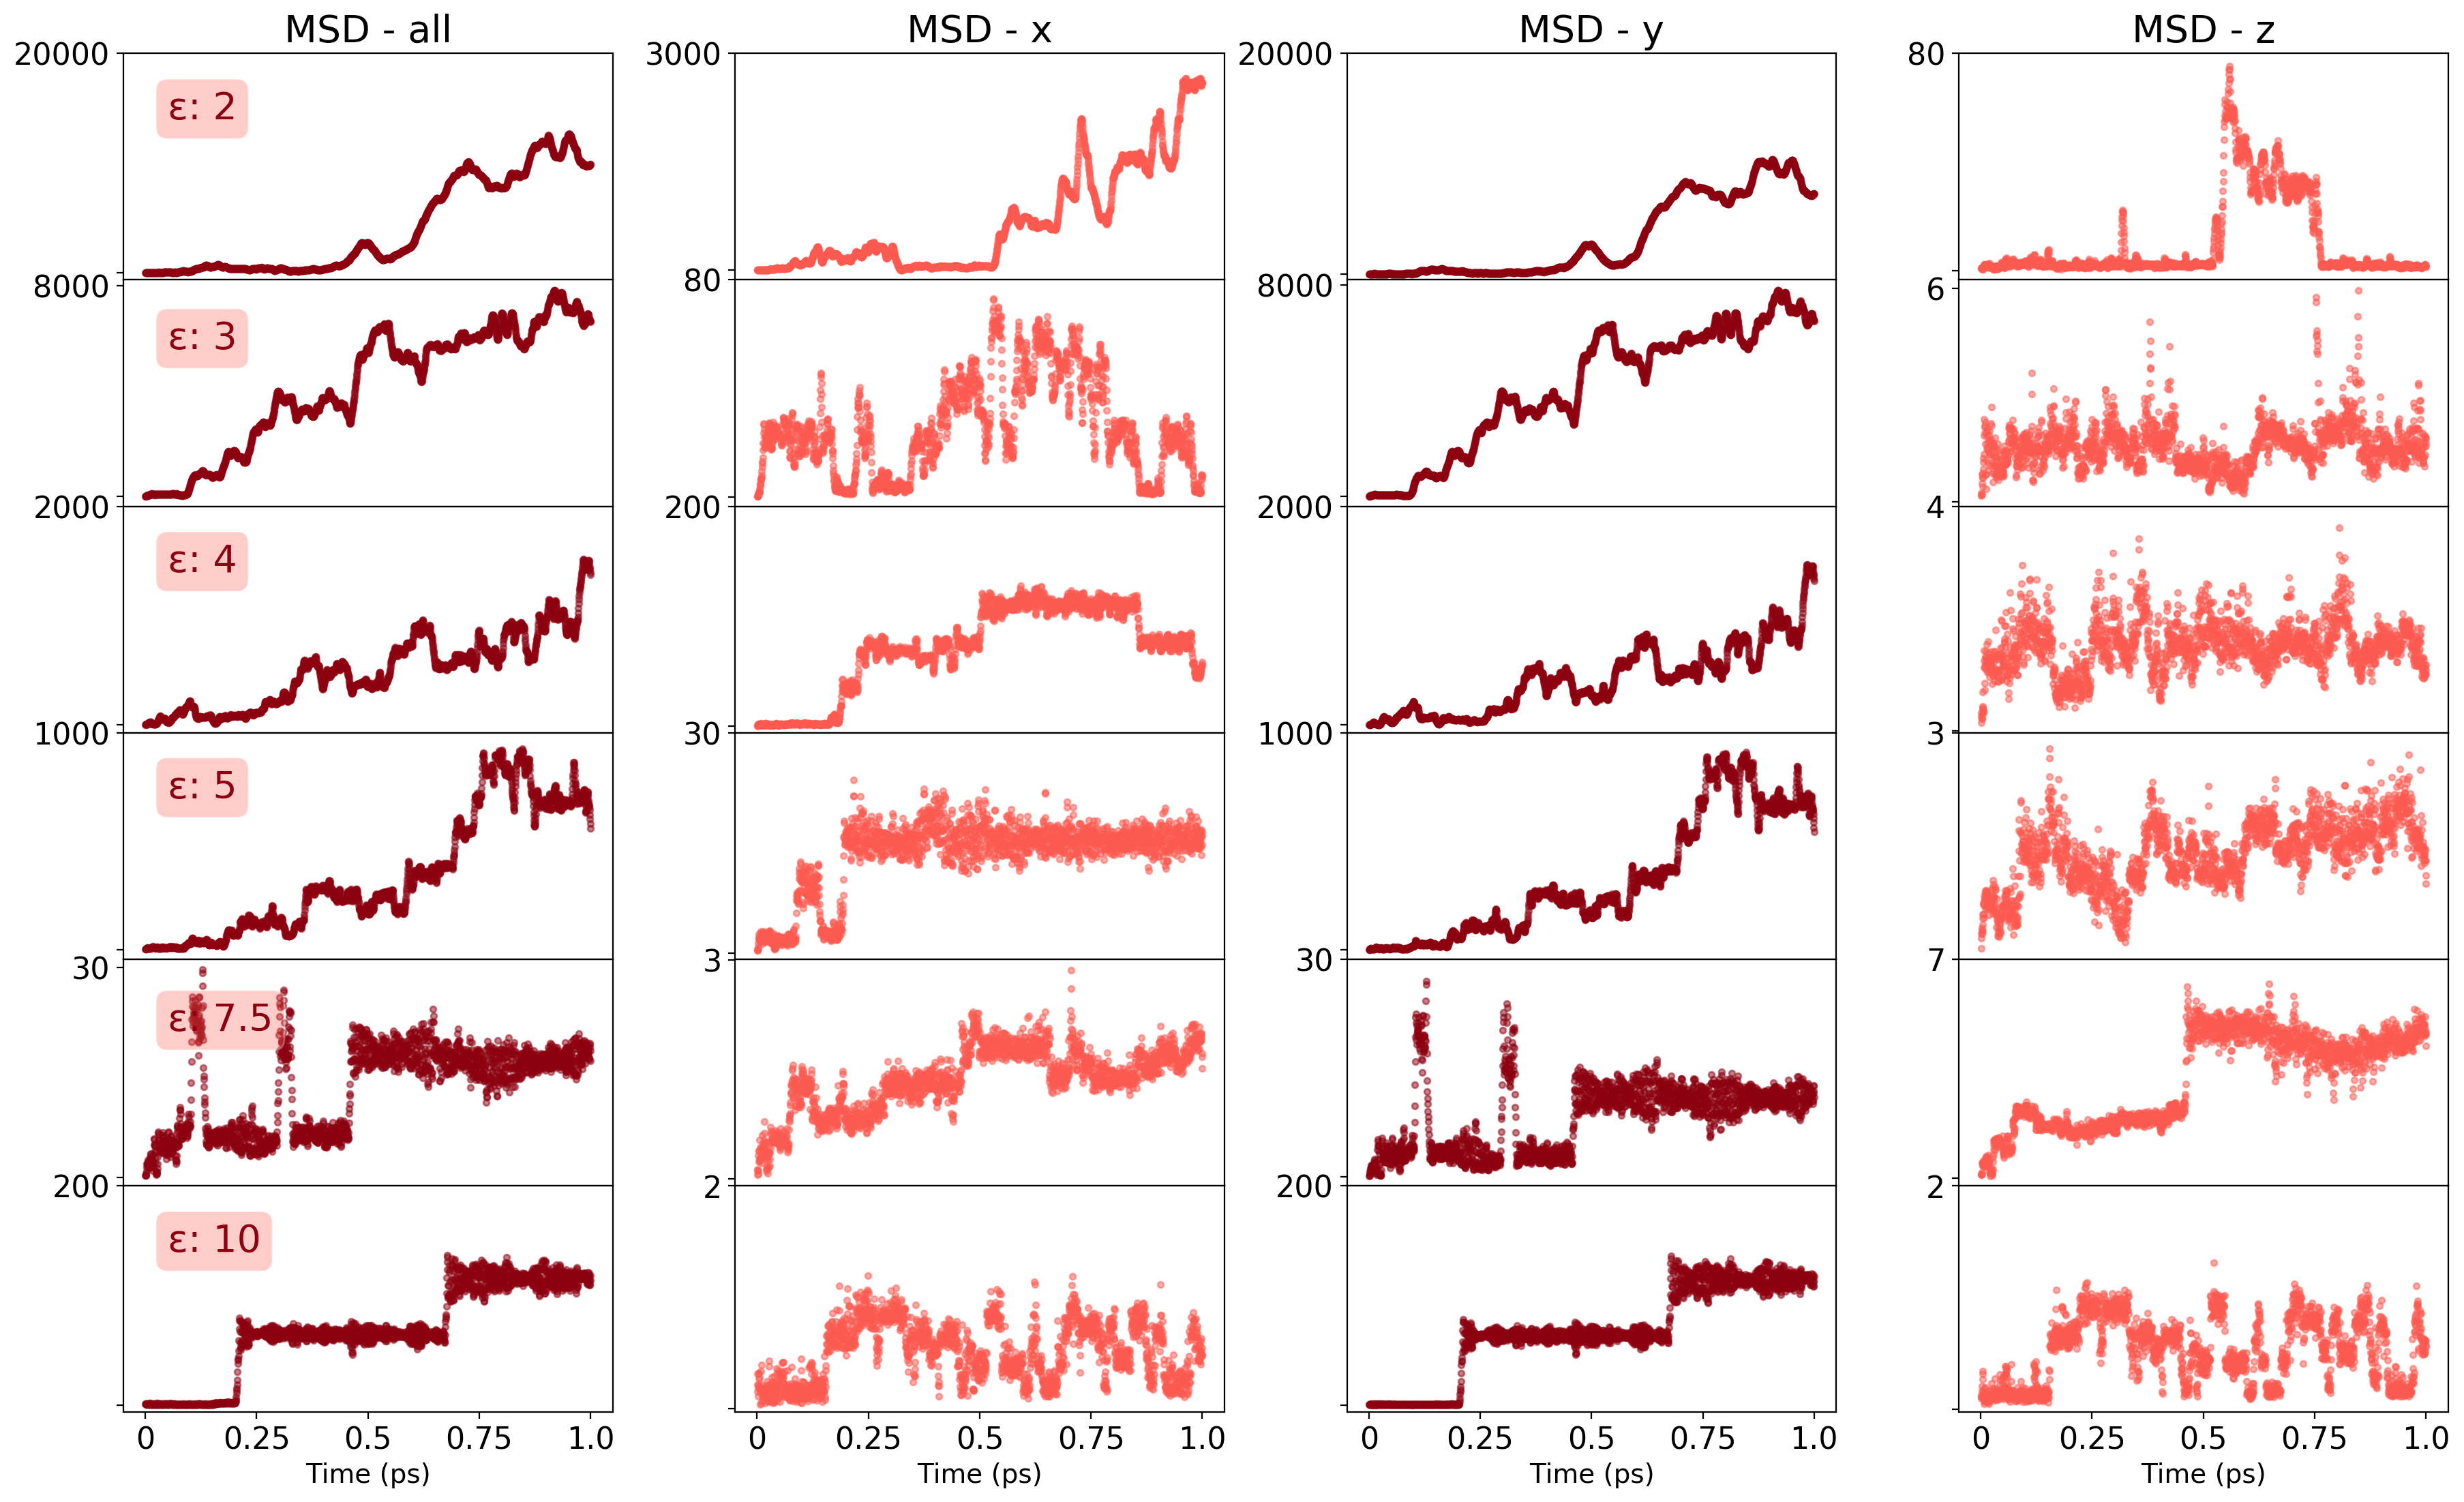 MSD - all MSD - x MSD - y MSD - z
20000 3000 20000 80
ε: 2
8000 80 8000 6
ε: 3
2000 200 2000 4
ε: 4
1000 30 1000 3
ε: 5
30 3 30 7
ε: 7.5
200 2 200 2
ε: 10
0 0.25 0.5 0.75 1.0 0 0.25 0.5 0.75 1.0 0 0.25 0.5 0.75 1.0 0 0.25 0.5 0.75 1.0
Time (ps) Time (ps) Time (ps) Time (ps)